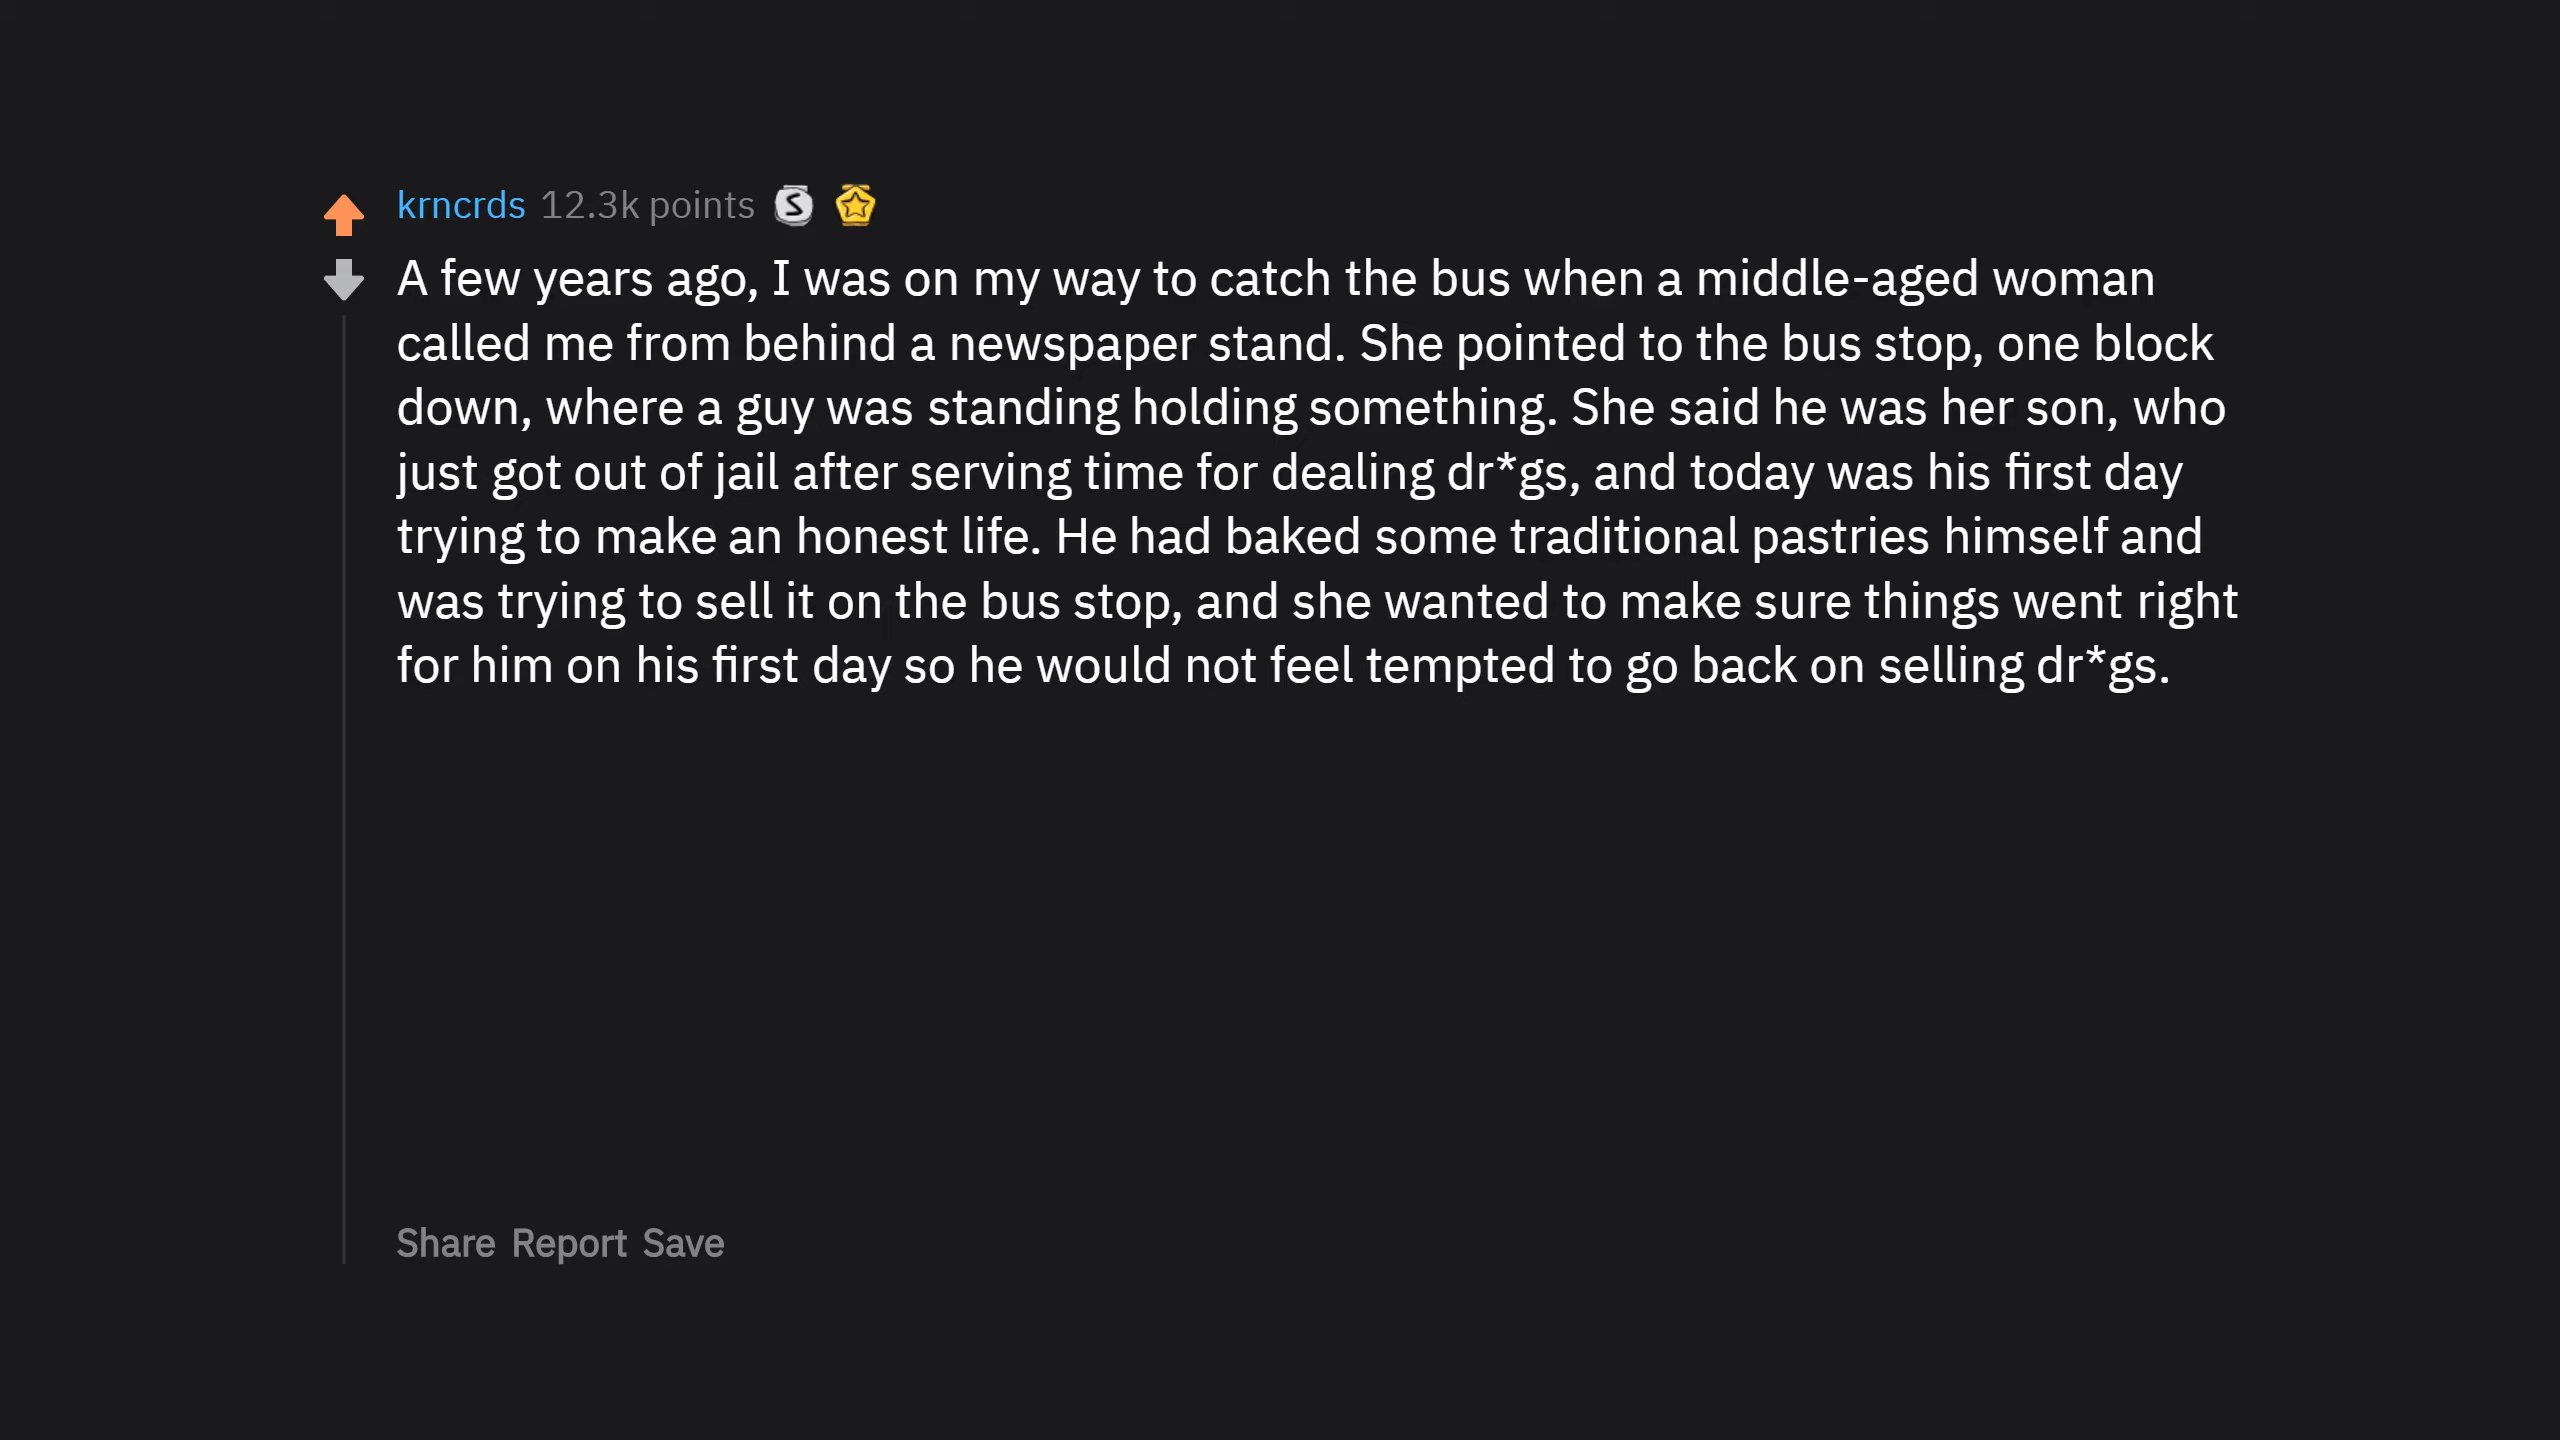 krncrds 12.3k points S
A few years ago, I was on my way to catch the bus when a middle-aged woman
called me from behind a newspaper stand. She pointed to the bus stop, one block
down, where a guy was standing holding something. She said he was her son, who
just got out of jail after serving time for dealing dr*gs, and today was his first day
trying to make an honest life. He had baked some traditional pastries himself and
was trying to sell it on the bus stop, and she wanted to make sure things went right
for him on his first day so he would not feel tempted to go back on selling dr*gs.
Share Report Save